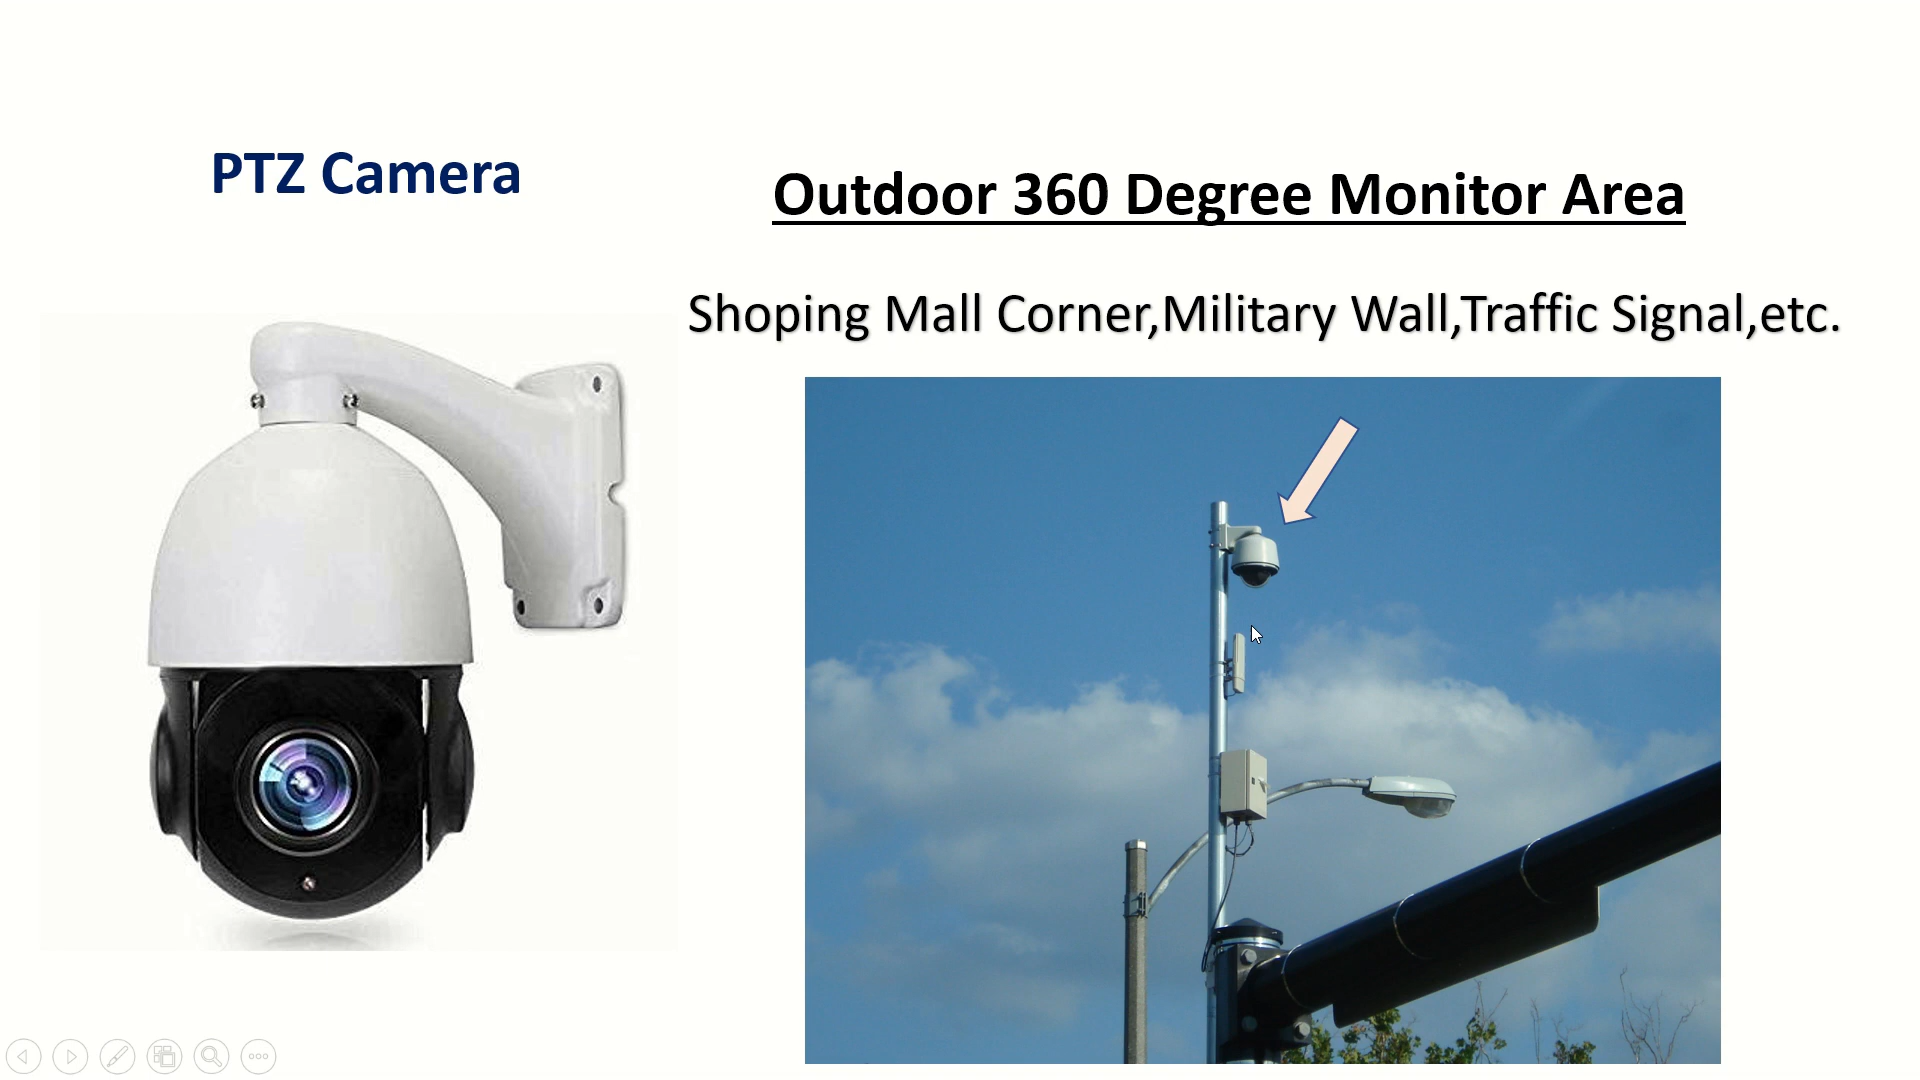 PTZ Camera
Outdoor 360 Degree Monitor Area
Shoping Mall Corner,Military Wall,Traffic Signal,etc.